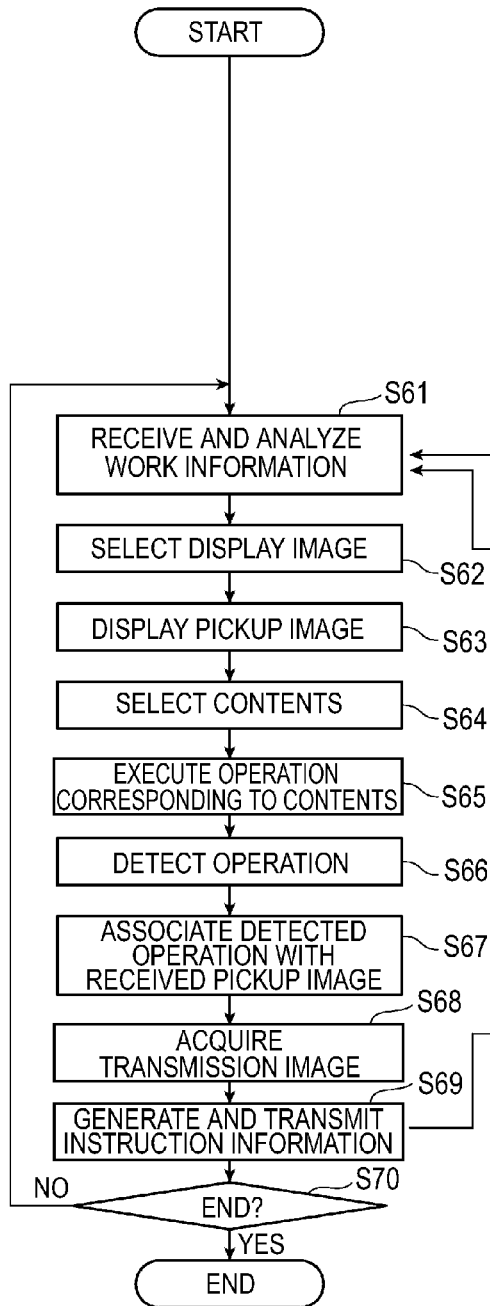 START
S61
RECEIVE AND ANALYZE
WORK INFORMATION
SELECT DISPLAY IMAGE
S62
DISPLAY PICKUP IMAGE
S63
SELECT CONTENTS
S64
EXECUTE OPERATION
CORRESPONDING TO CONTENTS
S65
DETECT OPERATION
S66
ASSOCIATE DETECTED
OPERATION WITH
RECEIVED PICKUP IMAGE
S67
S68
ACQUIRE
TRANSMISSION IMAGE
S69
GENERATE AND TRANSMIT
INSTRUCTION INFORMATION
S70
NO
END?
YES
END